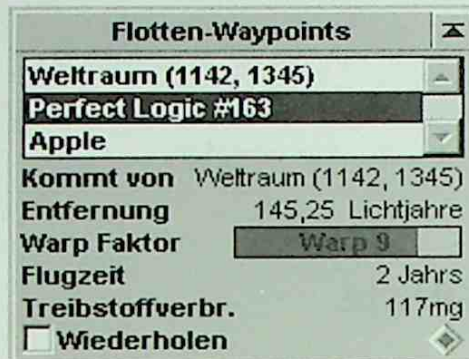 Flotten-Waypoints
Weltraum (1142, 1345)
Perfect Logic #163
Apple
Kommt von Weltraum (1142, 1345)
Entfernung 145,25 Lichtjahre
Warp Faktor Warp 9
Flugzeit 2 Jahrs
Treibstoffverbr. 117mg
Wiederholen